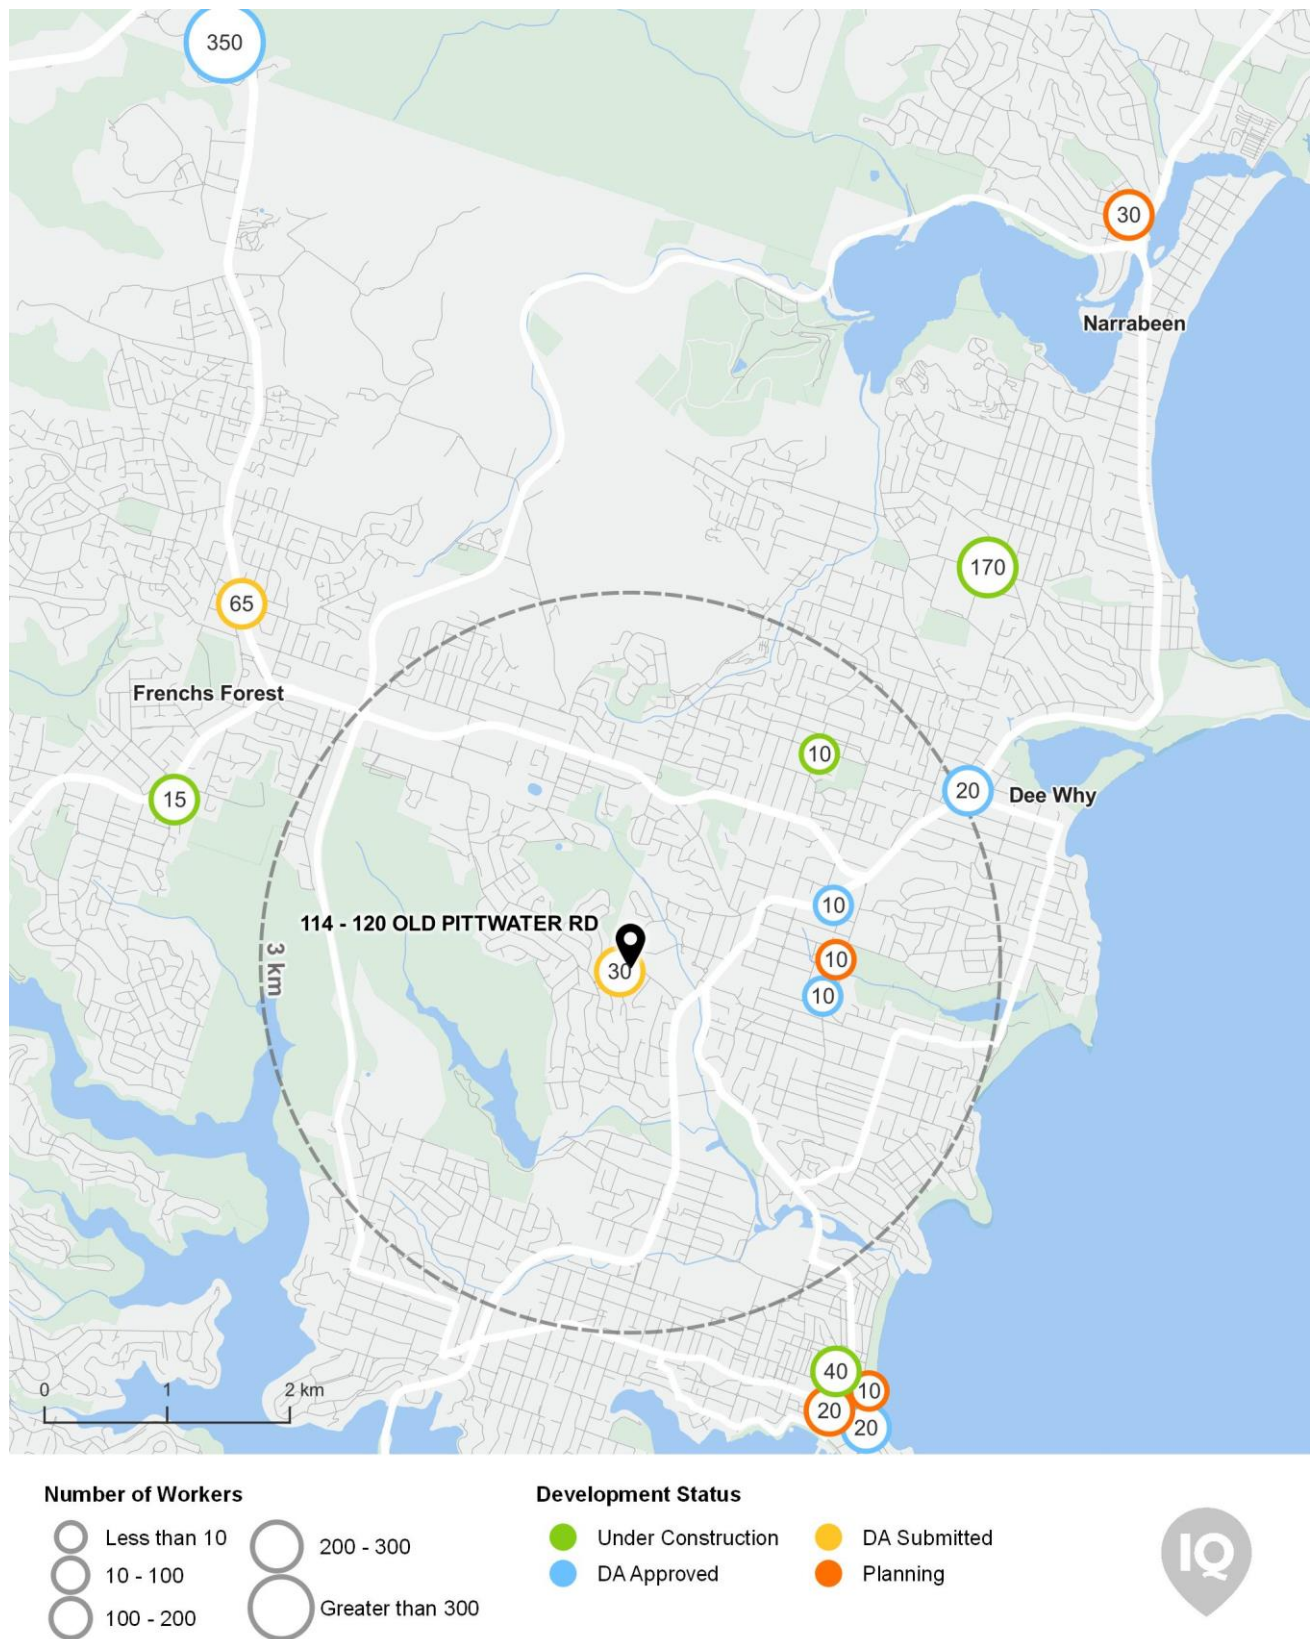 350
30
Narrabeen
170
65
Frenchs Forest
10
15
20
Dee Why
10
114 - 120 OLD PITTWATER RD
3 km
30
10
10
40
10
20
20
0 1 2 km
Number of Workers
Less than 10
10 - 100
100 - 200
200 - 300
Greater than 300
Development Status
Under Construction
DA Approved
DA Submitted
Planning
IQ